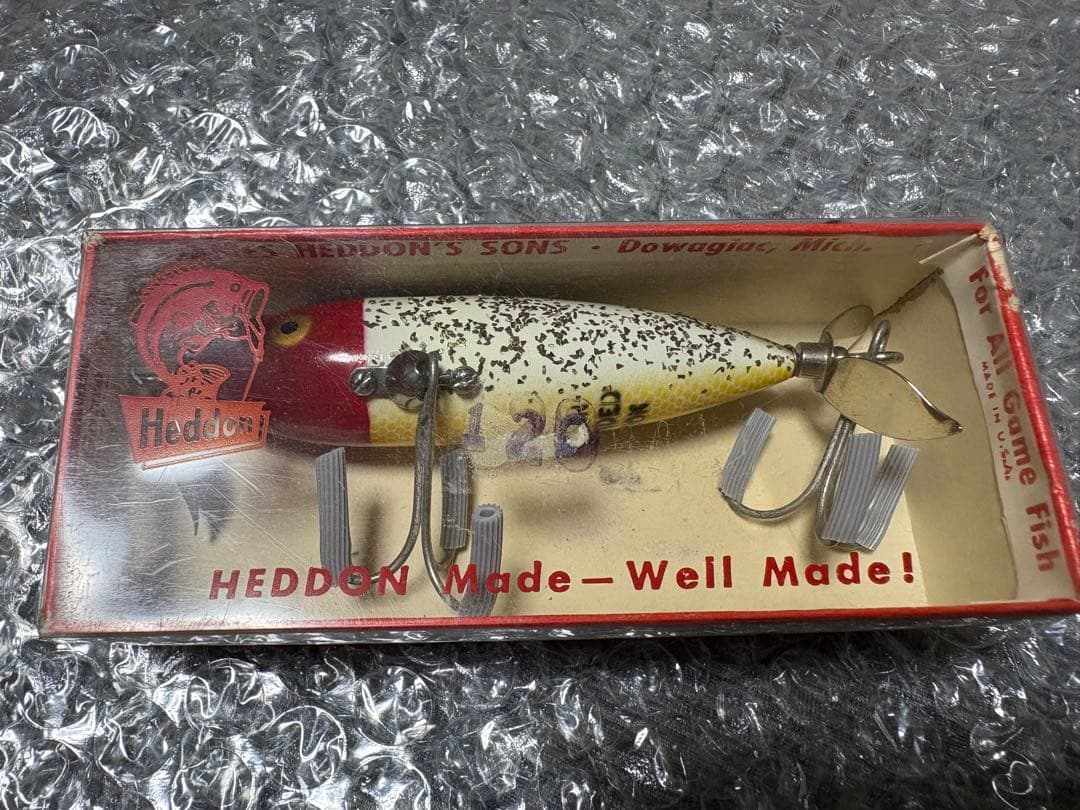 HEDDON'S SONS · Dowagiac, Mich.
Heddon
120
For All Game Fish
MADE IN U.S.A.
HEDDON Made—Well Made!